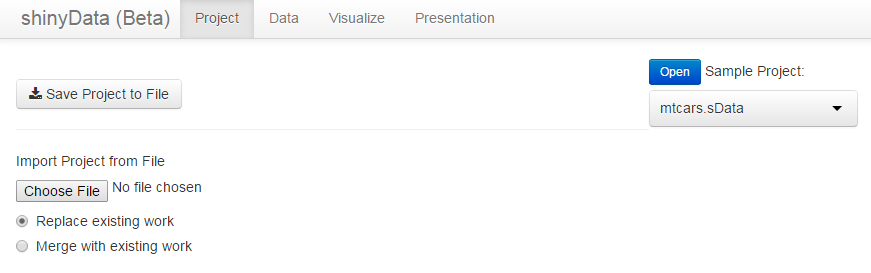 shinyData (Beta) Project Data Visualize Presentation
Open Sample Project:
Save Project to File
mtcars.sData
Import Project from File
Choose File No file chosen
Replace existing work
Merge with existing work